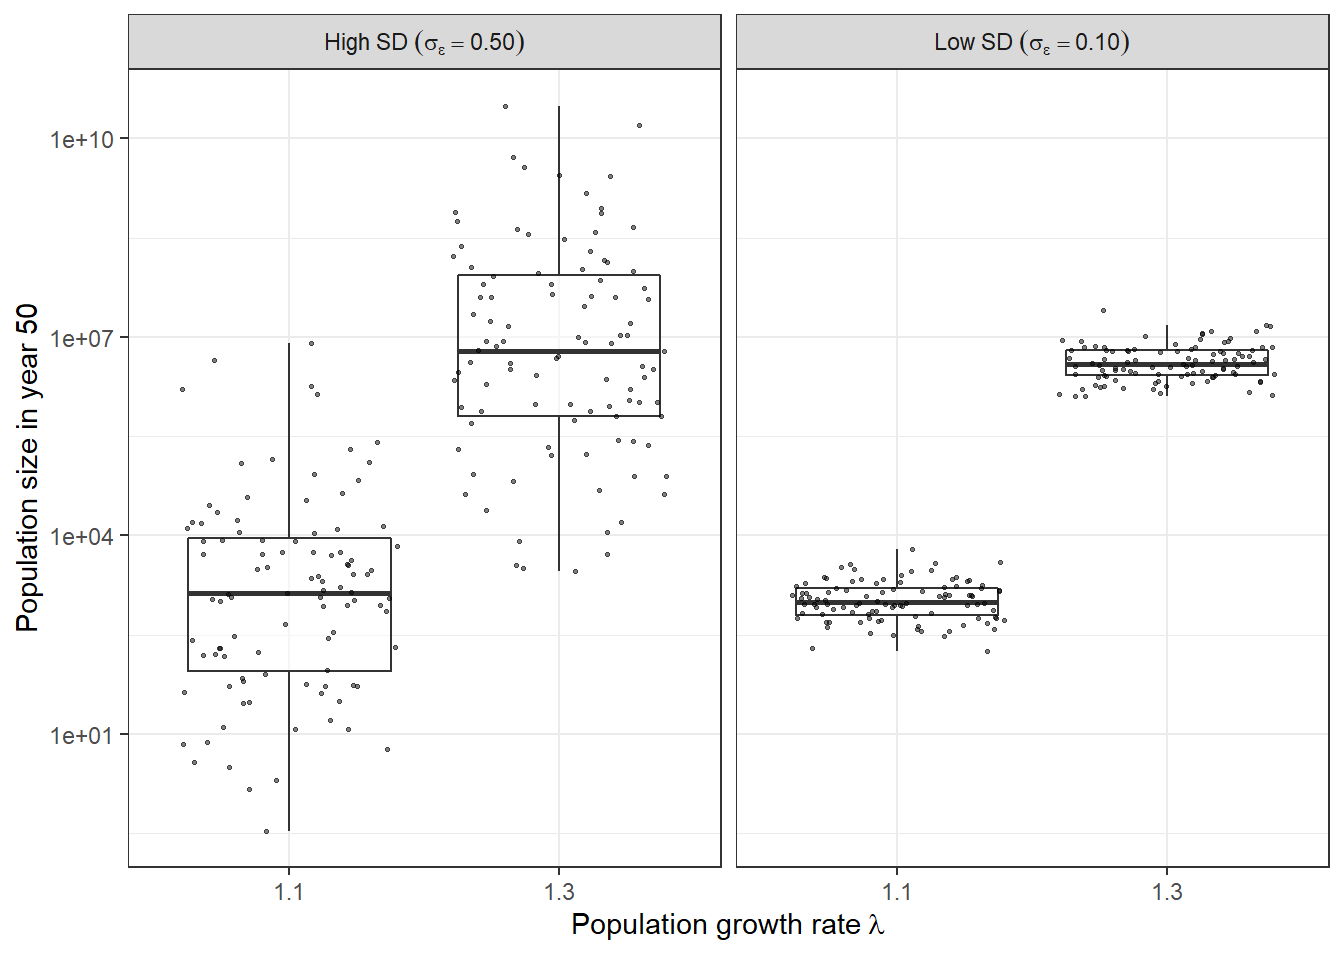 High SD (σε = 0.50)
Low SD (σε = 0.10)
Population size in year 50
1e+10
1e+07
1e+04
1e+01
1.1
1.3
1.1
1.3
Population growth rate λ